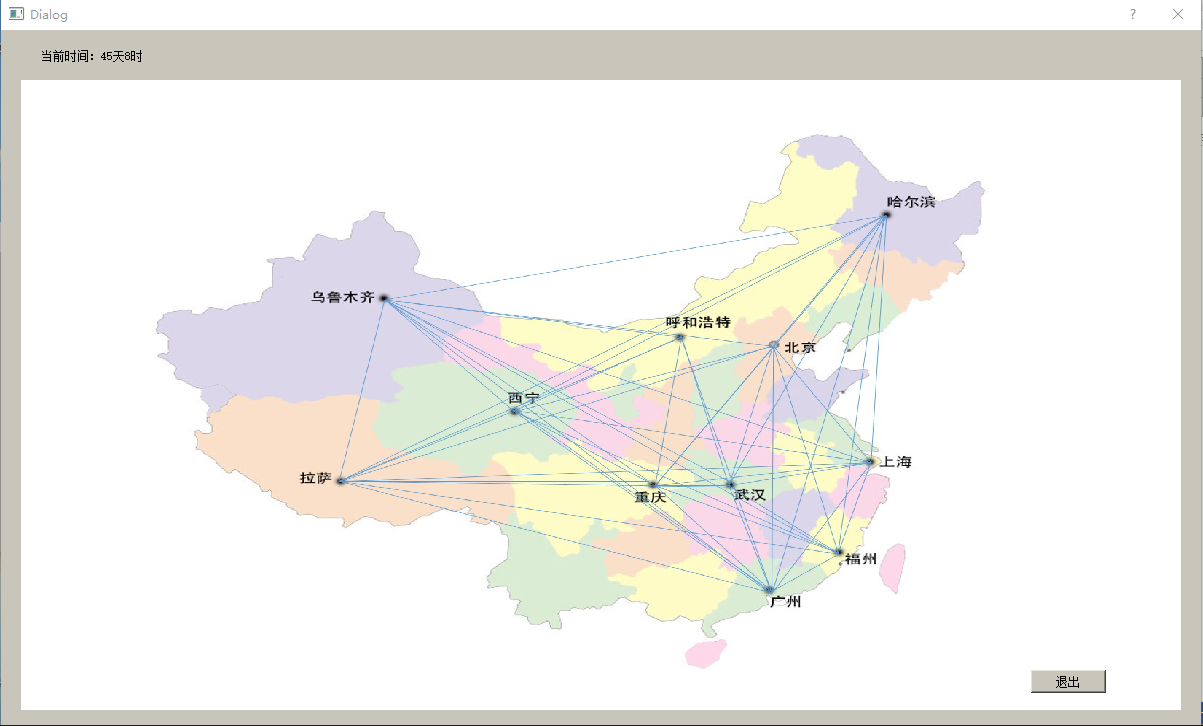 Dialog
当前时间：45天8时
哈尔滨
乌鲁木齐
呼和浩特
北京
西宁
拉萨
上海
重庆
武汉
福州
广州
退出